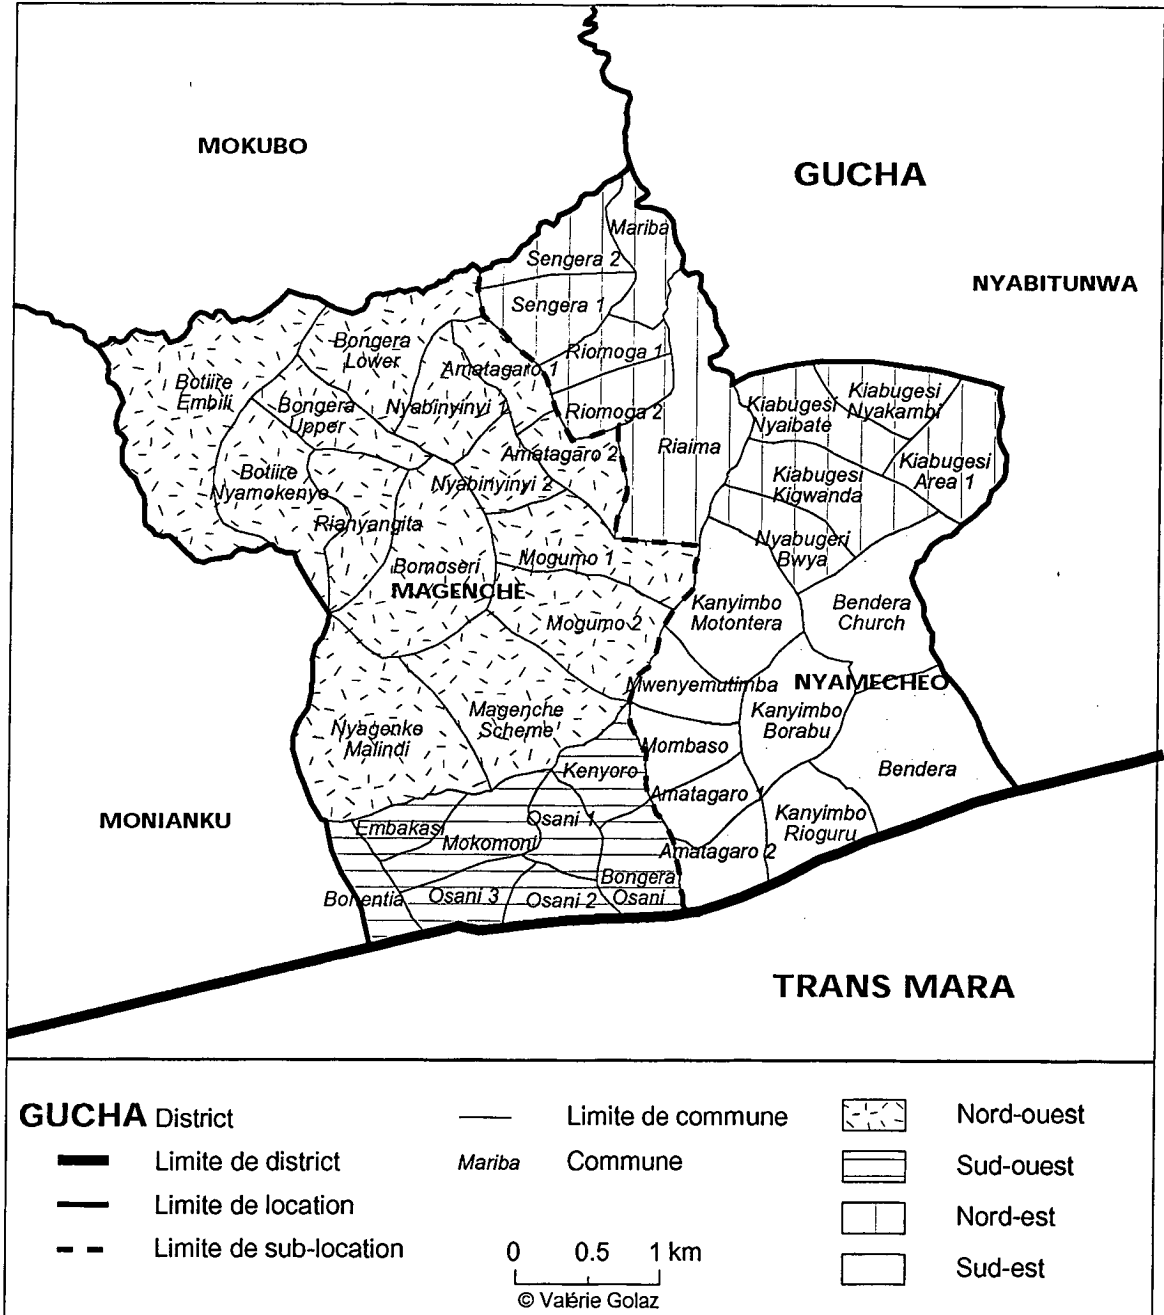 MOKUBO
GUCHA
Mariba
Sengera 2
NYABITUNWA
Sengera 1
Bongera
Lower
Riomoga 1
Amatagaro 1
Botiire
Embili
Kiabugesi
Nyakambi
Kiabugesi
Nyaibate
Bongera
Upper
Nyabinyinyi 1
Riomoga 2
Riaima
Amatagaro 2
Kiabugesi
Area 1
Botiire
Nyamokenye
Nyabinyinyi 2
Kiabugesi
Kigwanda
Rianyangita
Nyabugeri
Bwya
Mogumo 1
Bomoseri
MAGENCHE
Kanyimbo
Motontera
Bendera
Church
Mogumo 2
Mwenyemutimba
NYAMECHEO
Magenche
Scheme
Kanyimbo
Borabu
Nyagenke
Malindi
Mombaso
Kenyoro
Bendera
Amatagaro 1
MONIANKU
Embakasi
Osani 1
Kanyimbo
Rioguru
Mokomoni
Amatagaro 2
Bongera
Osani
Bohentia
Osani 3
Osani 2
TRANS MARA
GUCHA District
Limite de district
Limite de location
Limite de sub-location
Limite de commune
Mariba Commune
0 0.5 1 km
© Valérie Golaz
Nord-ouest
Sud-ouest
Nord-est
Sud-est